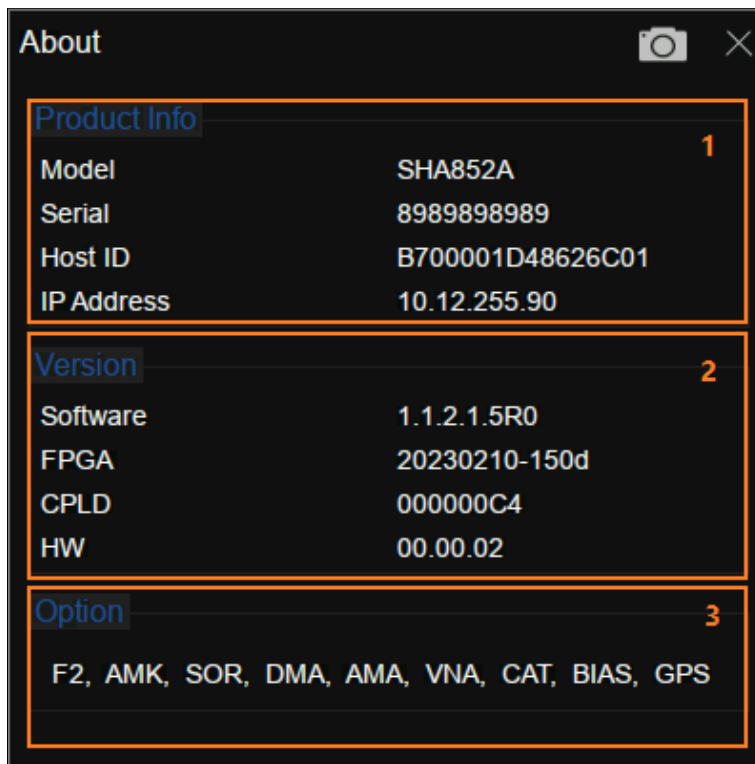 About
Product Info
1
Model SHA852A
Serial 8989898989
Host ID B700001D48626C01
IP Address 10.12.255.90
Version
2
Software 1.1.2.1.5R0
FPGA 20230210-150d
CPLD 000000C4
HW 00.00.02
Option
3
F2, AMK, SOR, DMA, AMA, VNA, CAT, BIAS, GPS